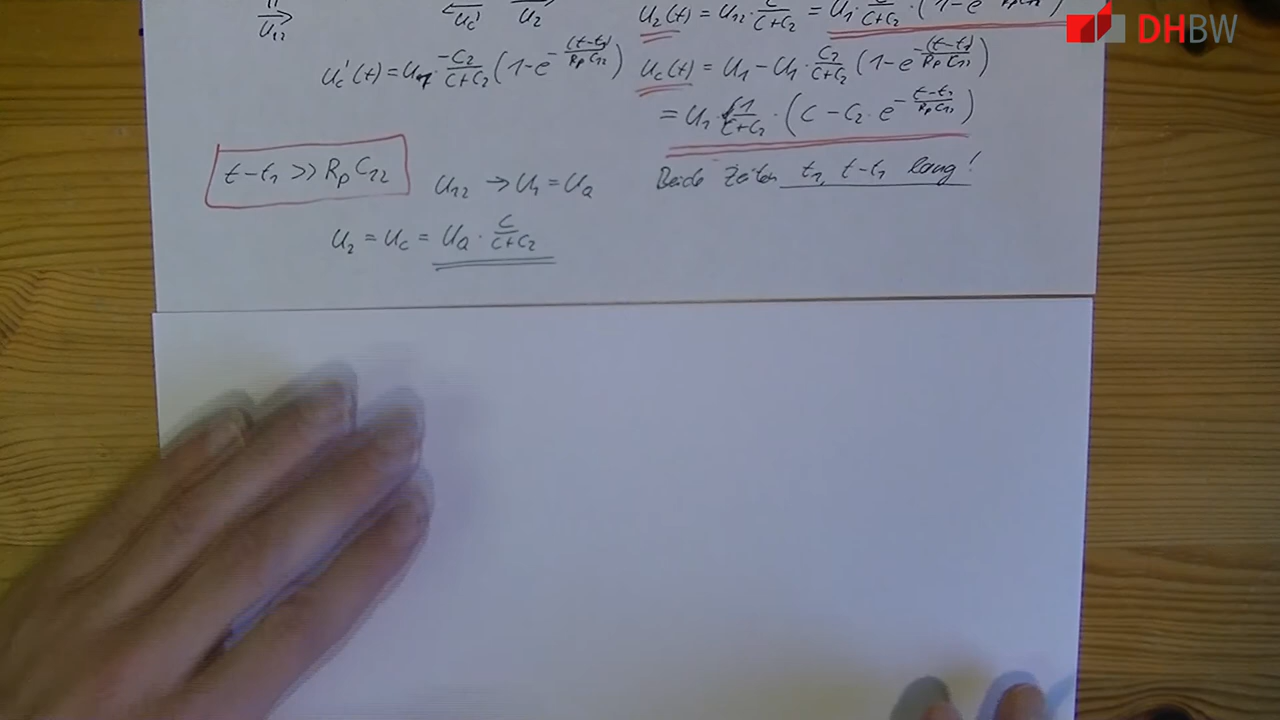 U₁₂
U_c' U₂
U₂(t) = U₁₂ · C/(C+C₂) = U₁ · C/(C+C₂) · (1-e
DHBW
U_c'(t) = U₁ · -C₂/(C+C₂) (1-e^(-(t-t₁)/(R_p C₁₂)))
U_c(t) = U₁ - U₁ · C₂/(C+C₂) (1-e^(-(t-t₁)/(R_p C₁₂)))
= U₁ · 1/(C+C₂) · (C - C₂ · e^(-(t-t₁)/(R_p C₁₂)))
t-t₁ >> R_p C₁₂
U₁₂ → U₁ = U_a
Beide Zeiten t₁, t-t₁ lang!
U₂ = U_c = U_a · C/(C+C₂)